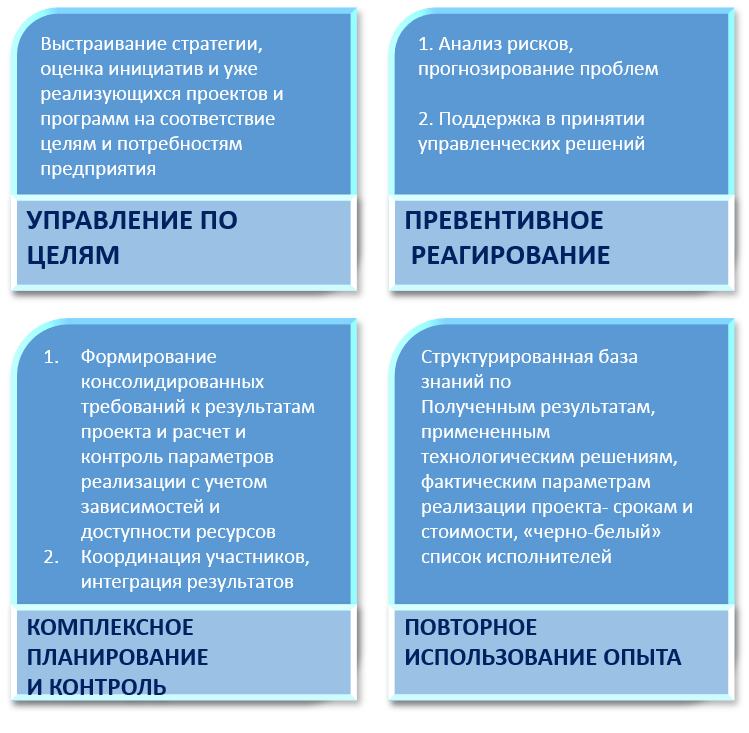 Выстраивание стратегии,
оценка инициатив и уже
реализующихся проектов и
программ на соответствие
целям и потребностям
предприятия
УПРАВЛЕНИЕ ПО
ЦЕЛЯМ
1. Анализ рисков,
прогнозирование проблем
2. Поддержка в принятии
управленческих решений
ПРЕВЕНТИВНОЕ
РЕАГИРОВАНИЕ
1. Формирование
консолидированных
требований к результатам
проекта и расчет и
контроль параметров
реализации с учетом
зависимостей и
доступности ресурсов
2. Координация участников,
интеграция результатов
КОМПЛЕКСНОЕ
ПЛАНИРОВАНИЕ
И КОНТРОЛЬ
Структурированная база
знаний по
Полученным результатам,
примененным
технологическим решениям,
фактическим параметрам
реализации проекта- срокам и
стоимости, «черно-белый»
список исполнителей
ПОВТОРНОЕ
ИСПОЛЬЗОВАНИЕ ОПЫТА